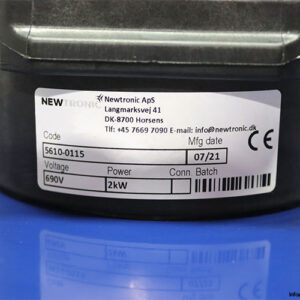 NEWTRONIC
Newtronic ApS
Langmarksvej 41
DK-8700 Horsens
Tlf: +45 7669 7090 E-mail: info@newtronic.dk
Code
Mfg date
CE
5610-0115
07/21
Voltage
Power
Conn.
Batch
690V
2kW